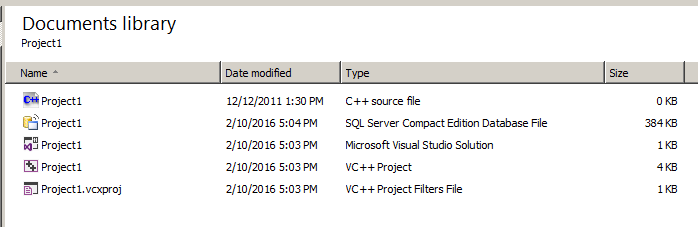 Documents library
Project1
Name Date modified Type Size
C++ Project1 12/12/2011 1:30 PM C++ source file 0 KB
Project1 2/10/2016 5:04 PM SQL Server Compact Edition Database File 384 KB
Project1 2/10/2016 5:03 PM Microsoft Visual Studio Solution 1 KB
Project1 2/10/2016 5:03 PM VC++ Project 4 KB
Project1.vcxproj 2/10/2016 5:03 PM VC++ Project Filters File 1 KB